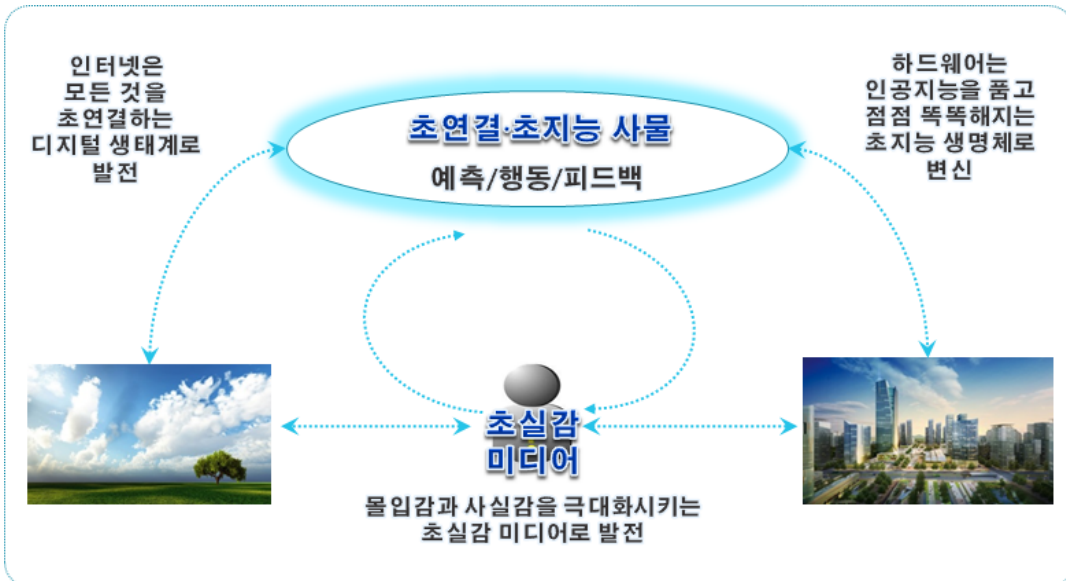 인터넷은
모든 것을
초연결하는
디지털 생태계로
발전
초연결·초지능 사물
예측/행동/피드백
하드웨어는
인공지능을 품고
점점 똑똑해지는
초지능 생명체로
변신
초실감
미디어
몰입감과 사실감을 극대화시키는
초실감 미디어로 발전